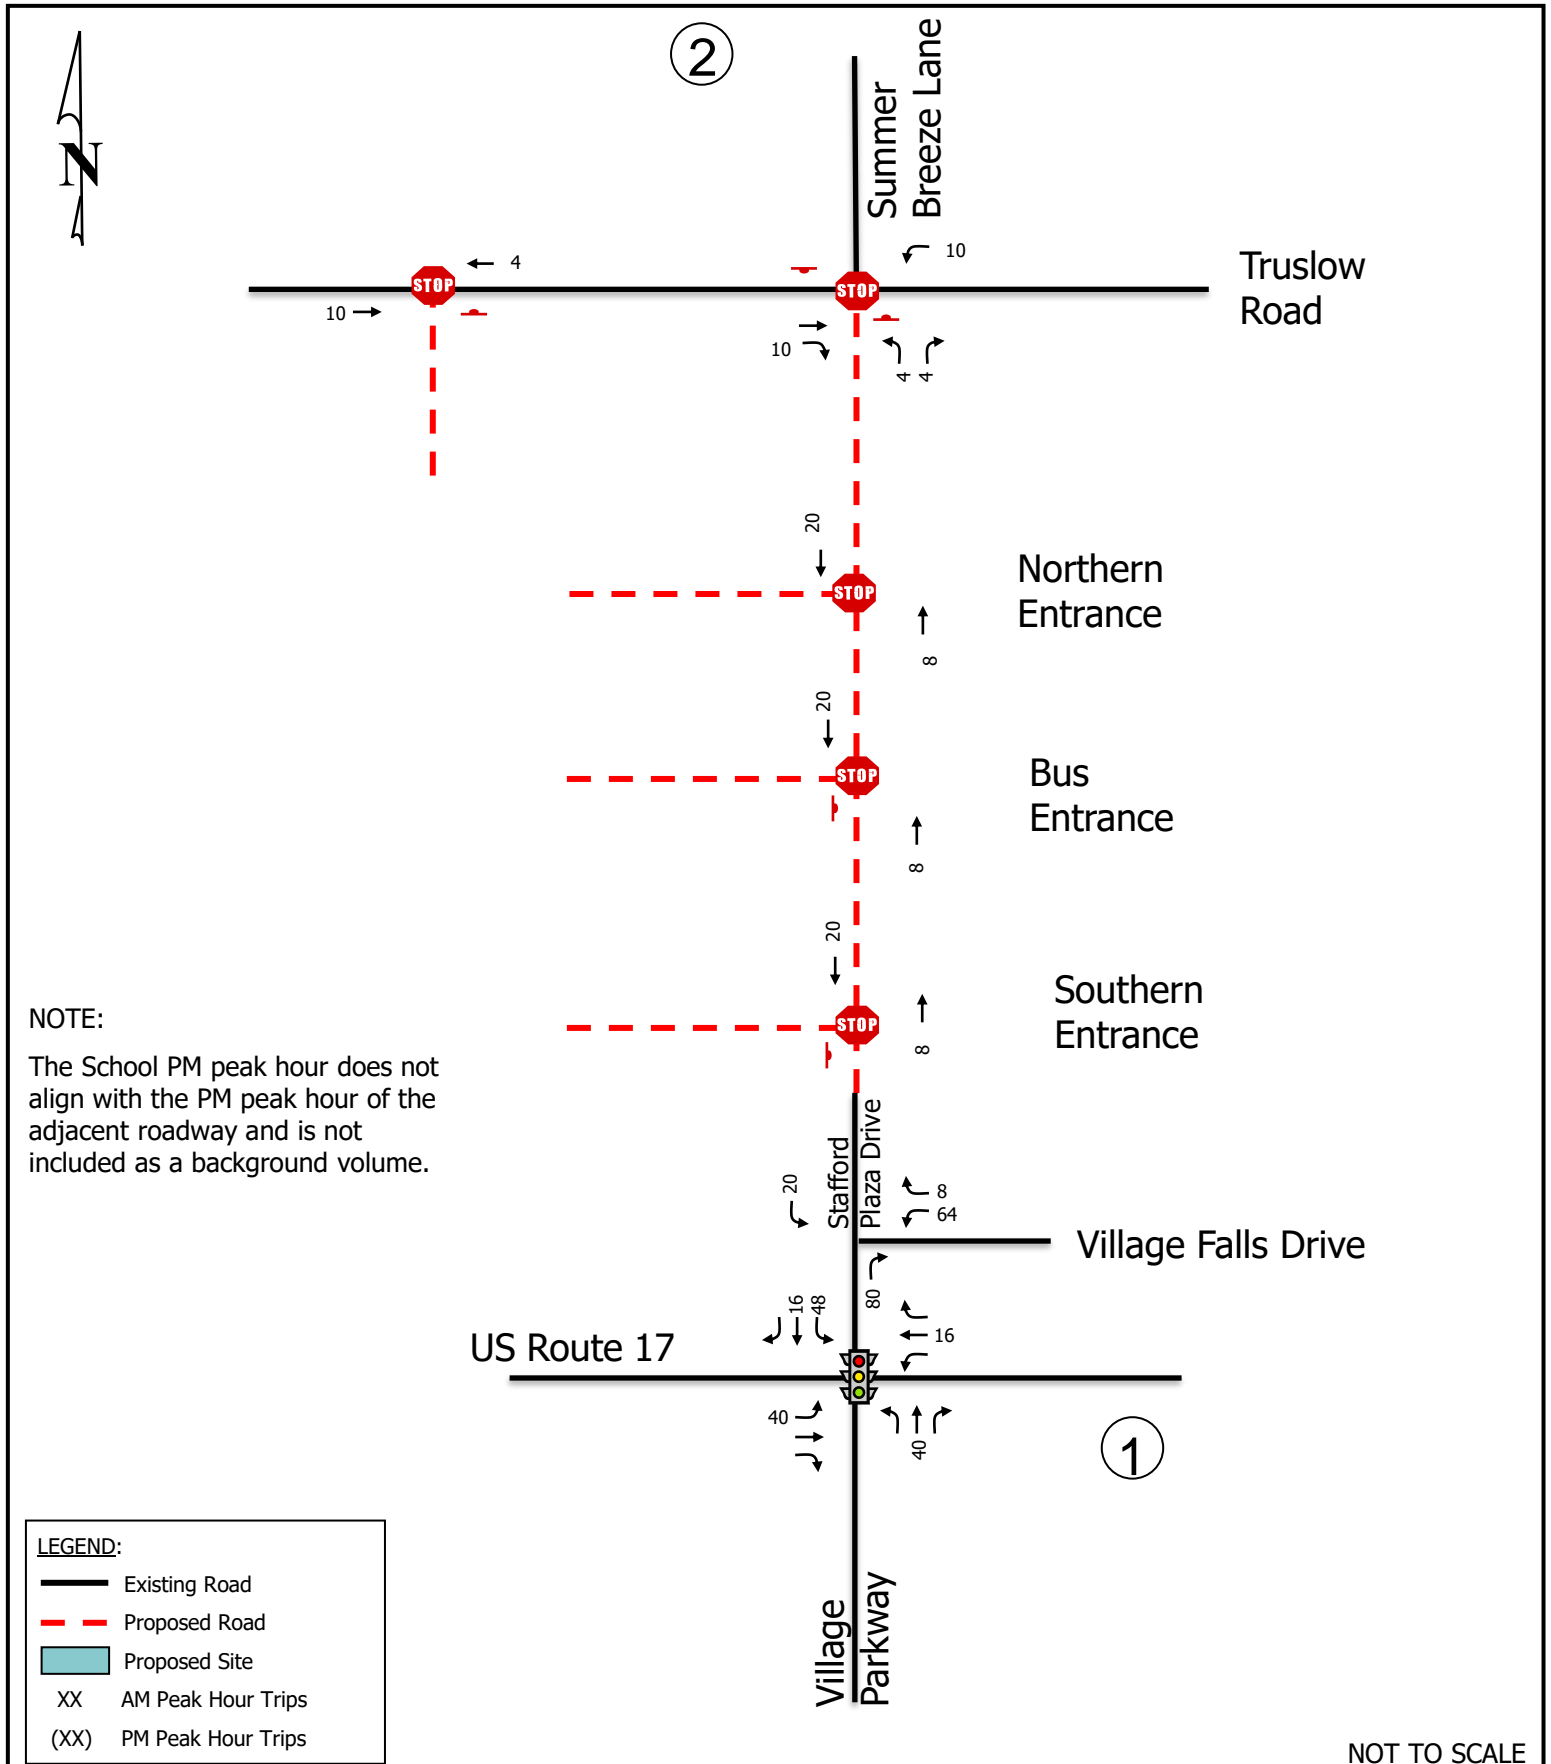 2
Summer
Breeze Lane
N
10
Truslow
Road
STOP
4
STOP
10
10
4
4
20
Northern
Entrance
STOP
8
20
Bus
Entrance
STOP
8
20
Southern
Entrance
STOP
8
NOTE:
The School PM peak hour does not
align with the PM peak hour of the
adjacent roadway and is not
included as a background volume.
Stafford
Plaza Drive
20
8
64
Village Falls Drive
80
16
48
16
US Route 17
40
40
1
Village
Parkway
LEGEND:
Existing Road
Proposed Road
Proposed Site
XX AM Peak Hour Trips
(XX) PM Peak Hour Trips
NOT TO SCALE